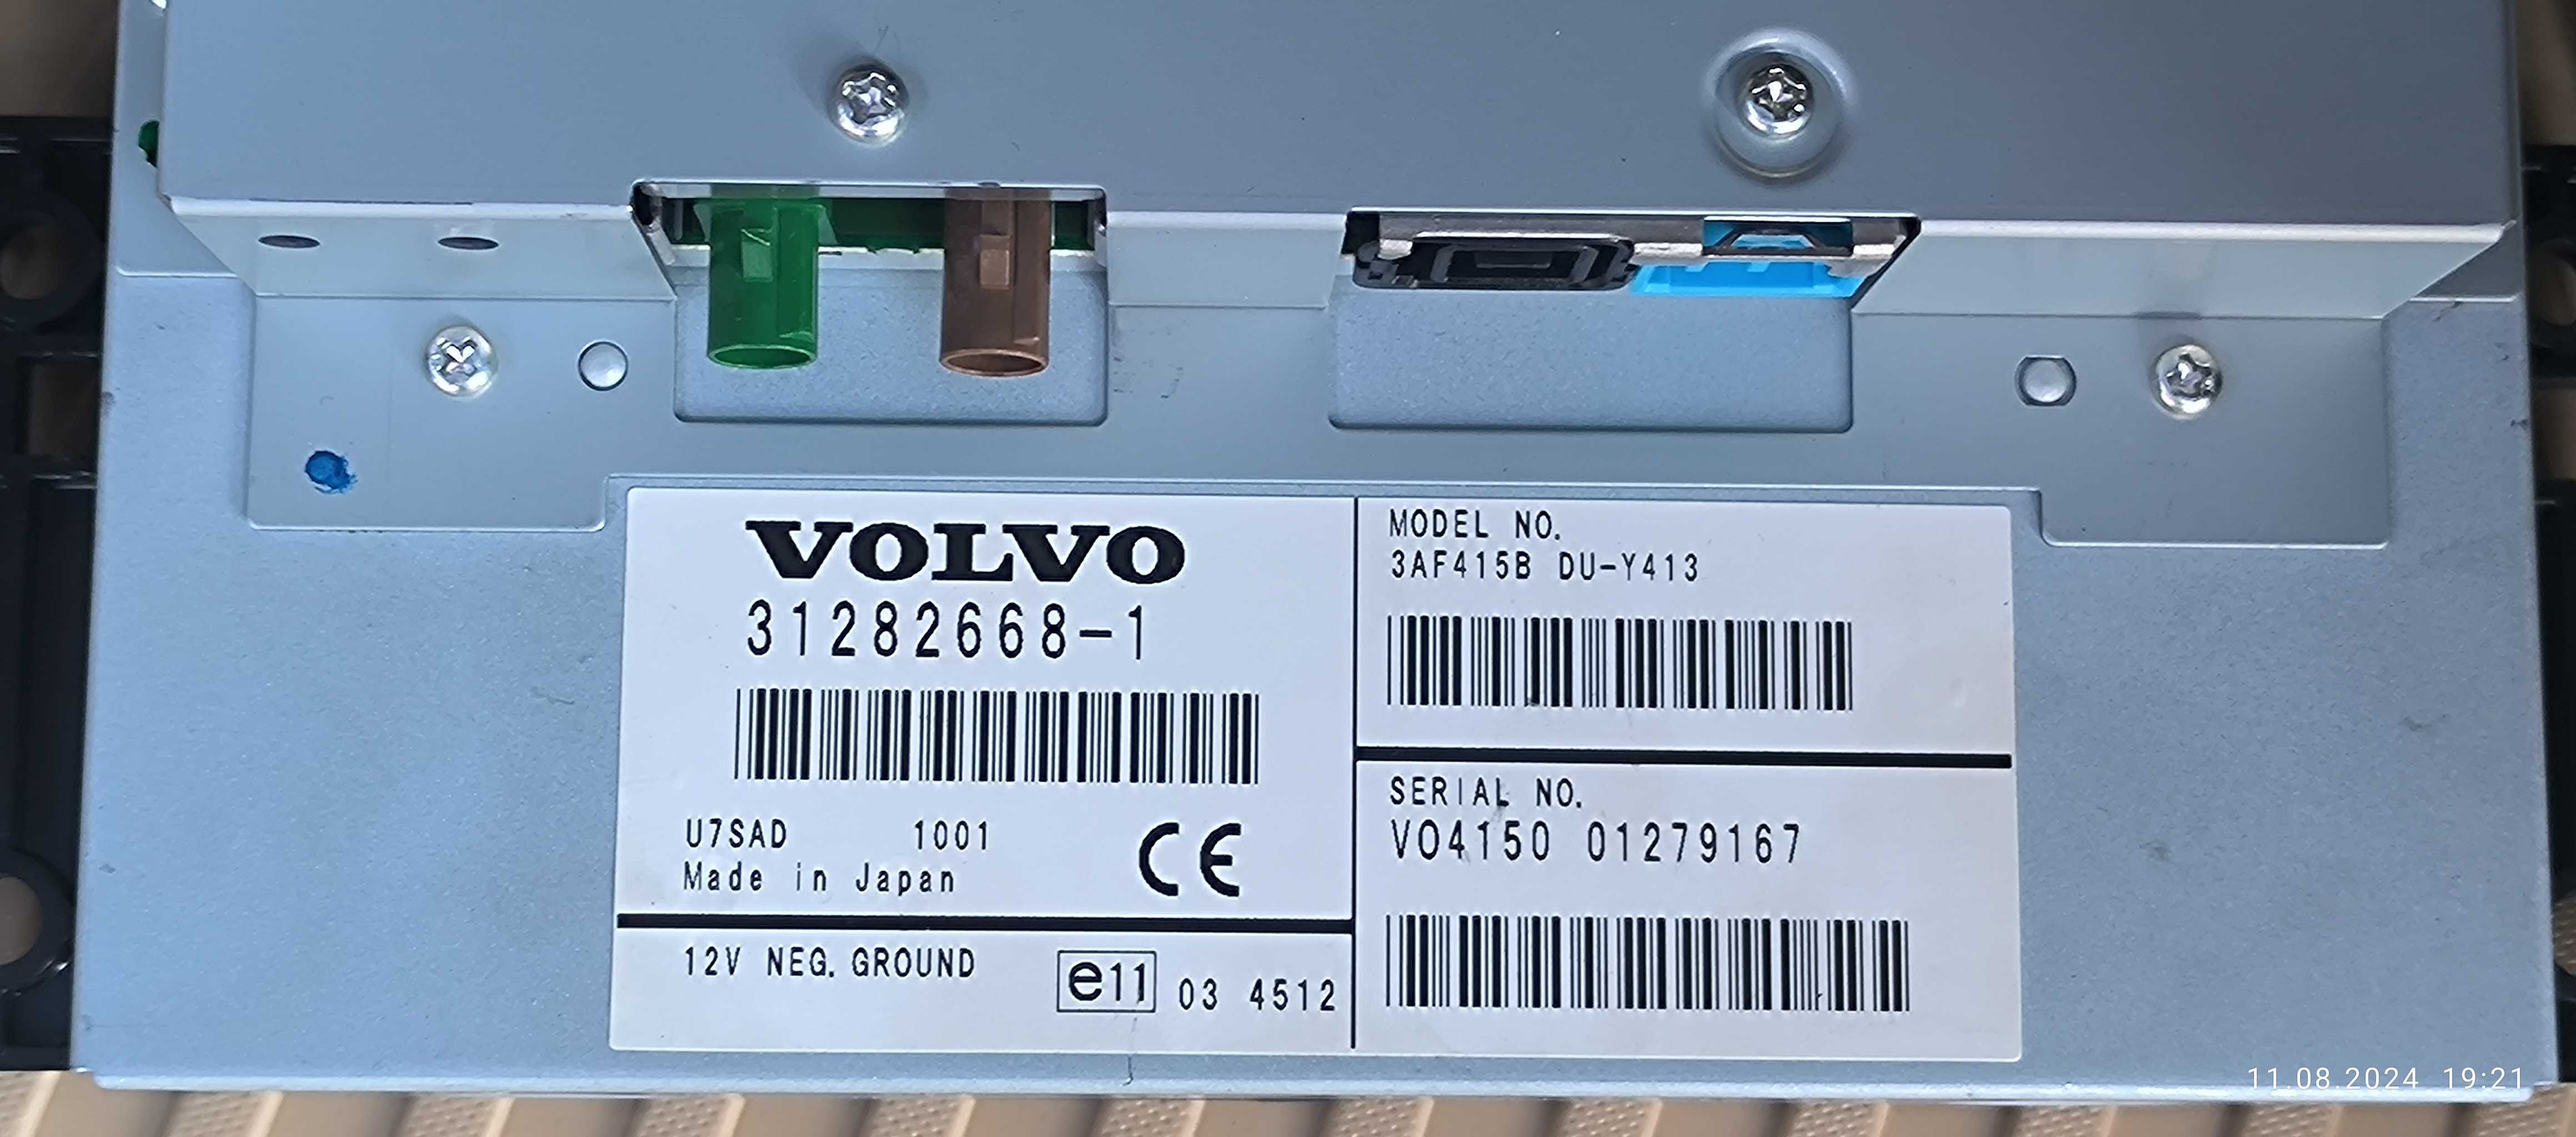 VOLVO
31282668-1
U7SAD 1001
Made in Japan
CE
12V NEG. GROUND
e11 03 4512
MODEL NO.
3AF415B DU-Y413
SERIAL NO.
VO4150 01279167
11.08.2024 19:21